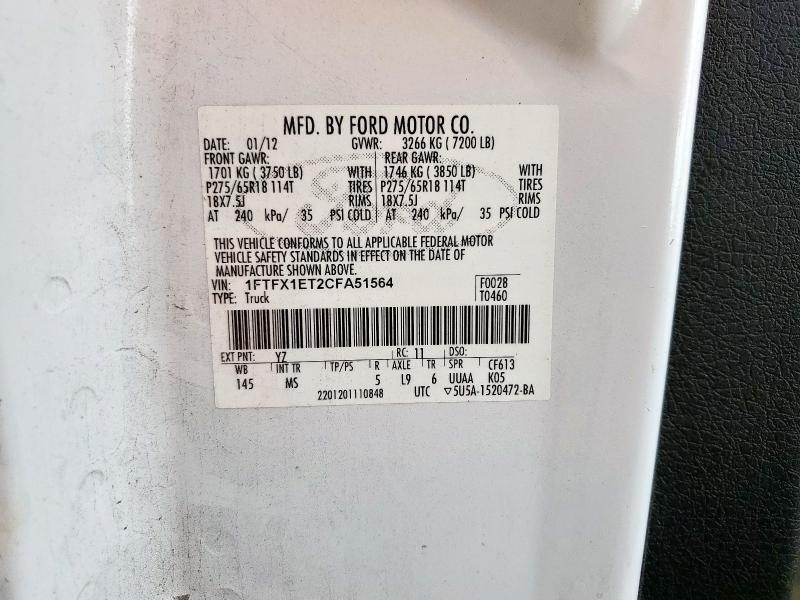 MFD. BY FORD MOTOR CO.
DATE: 01/12 GVWR: 3266 KG ( 7200 LB)
FRONT GAWR: REAR GAWR:
1701 KG ( 3750 LB) WITH 1746 KG ( 3850 LB) WITH
P275/65R18 114T TIRES P275/65R18 114T TIRES
18X7.5J RIMS 18X7.5J RIMS
AT 240 kPa/ 35 PSI COLD AT 240 kPa/ 35 PSI COLD
Ford
THIS VEHICLE CONFORMS TO ALL APPLICABLE FEDERAL MOTOR
VEHICLE SAFETY STANDARDS IN EFFECT ON THE DATE OF
MANUFACTURE SHOWN ABOVE.
VIN: 1FTFX1ET2CFA51564 F0028
TYPE: Truck T0460
EXT PNT: YZ RC: 11 DSO:
WB INT TR TP/PS R AXLE TR SPR CF613
145 MS 5 L9 6 UUAA K05
2201201110848 UTC ▽5U5A-1520472-BA